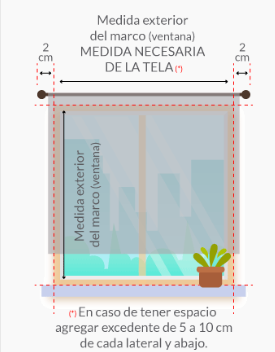 Medida exterior
del marco (ventana)
MEDIDA NECESARIA
DE LA TELA (*)
2
cm
2
cm
Medida exterior
del marco (ventana)
(*) En caso de tener espacio
agregar excedente de 5 a 10 cm
de cada lateral y abajo.